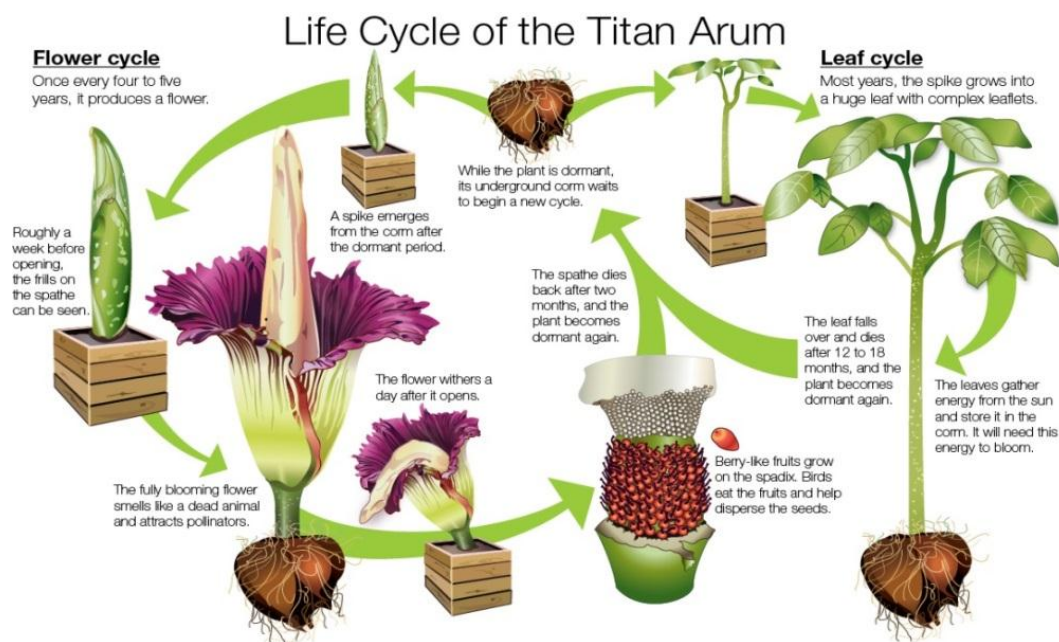 Life Cycle of the Titan Arum
Flower cycle
Once every four to five
years, it produces a flower.
Leaf cycle
Most years, the spike grows into
a huge leaf with complex leaflets.
While the plant is dormant,
its underground corm waits
to begin a new cycle.
A spike emerges
from the corm after
the dormant period.
Roughly a
week before
opening,
the frills on
the spathe
can be seen.
The fully blooming flower
smells like a dead animal
and attracts pollinators.
The flower withers a
day after it opens.
Berry-like fruits grow
on the spadix. Birds
eat the fruits and help
disperse the seeds.
The spathe dies
back after two
months, and the
plant becomes
dormant again.
The leaf falls
over and dies
after 12 to 18
months, and the
plant becomes
dormant again.
The leaves gather
energy from the sun
and store it in the
corm. It will need this
energy to bloom.